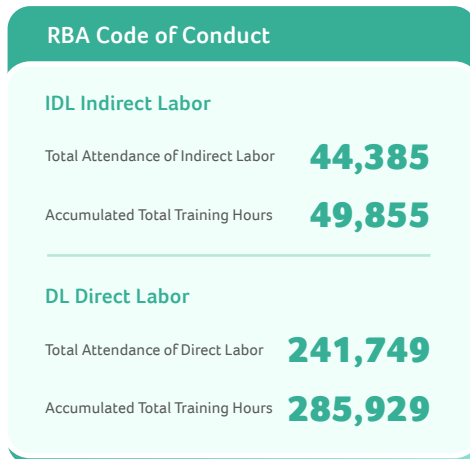 RBA Code of Conduct
IDL Indirect Labor
Total Attendance of Indirect Labor 44,385
Accumulated Total Training Hours 49,855
DL Direct Labor
Total Attendance of Direct Labor 241,749
Accumulated Total Training Hours 285,929